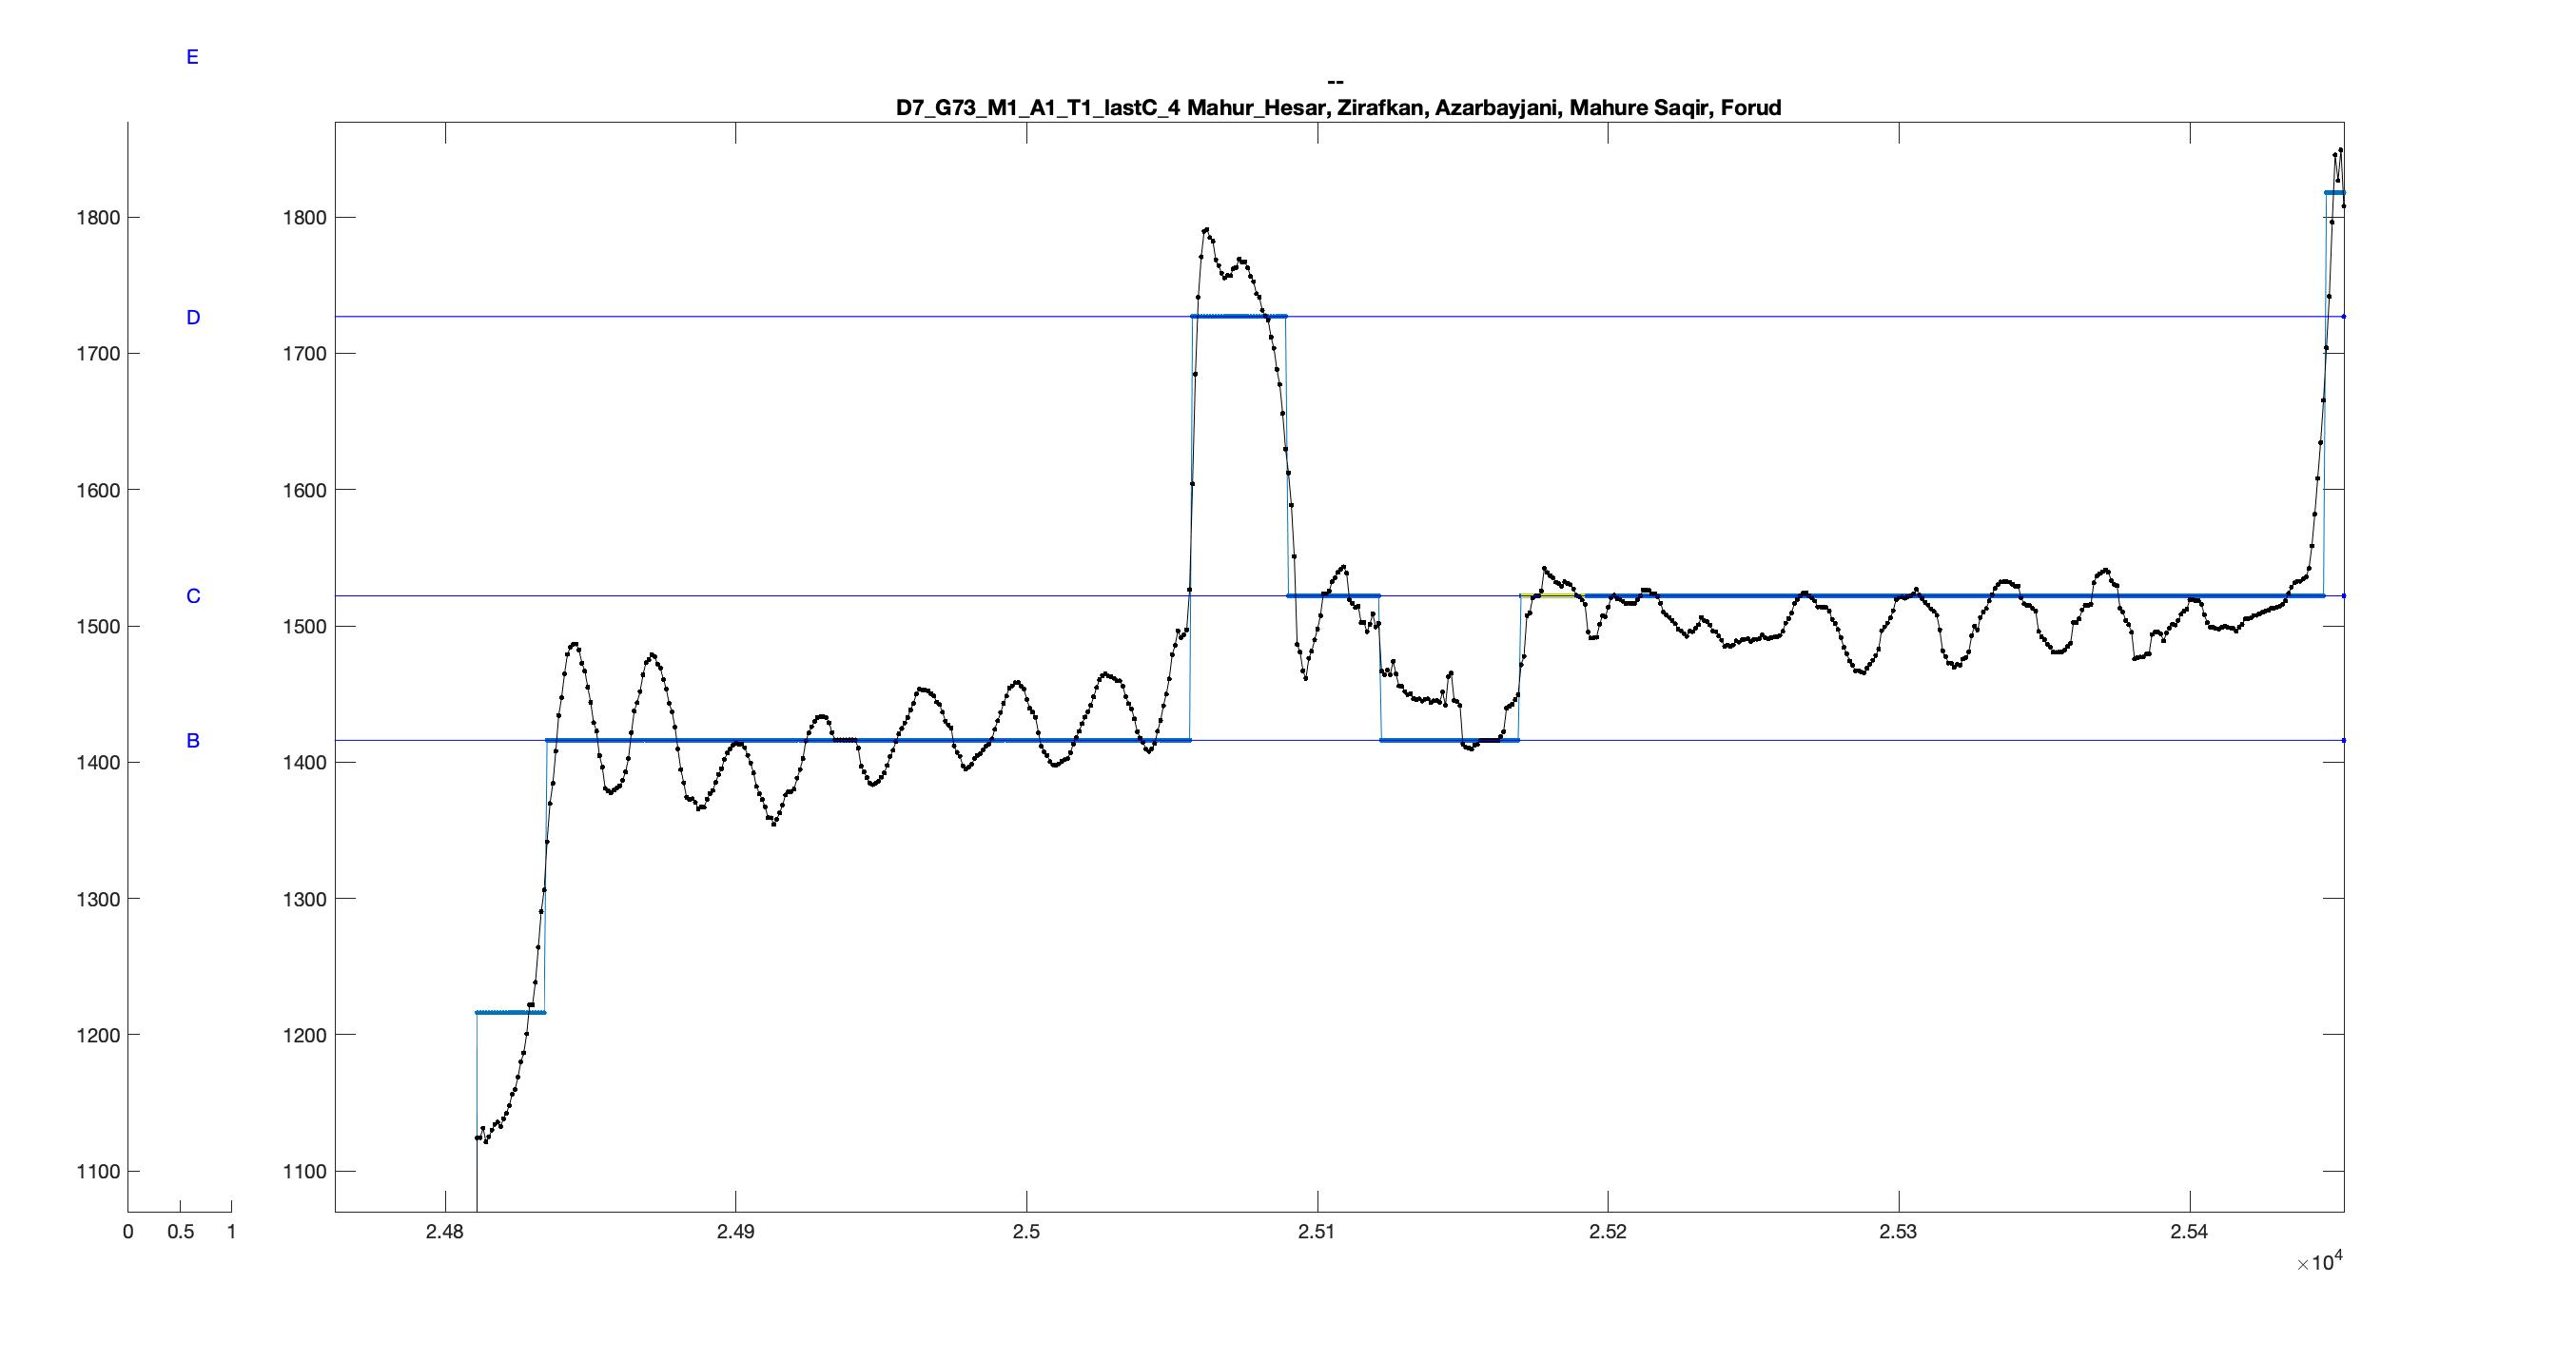 E
--
D7_G73_M1_A1_T1_lastC_4 Mahur_Hesar, Zirafkan, Azarbayjani, Mahure Saqir, Forud
1800 1800
D
1700 1700
1600 1600
C
1500 1500
B
1400 1400
1300 1300
1200 1200
1100 1100
0 0.5 1 2.48 2.49 2.5 2.51 2.52 2.53 2.54
×10⁴